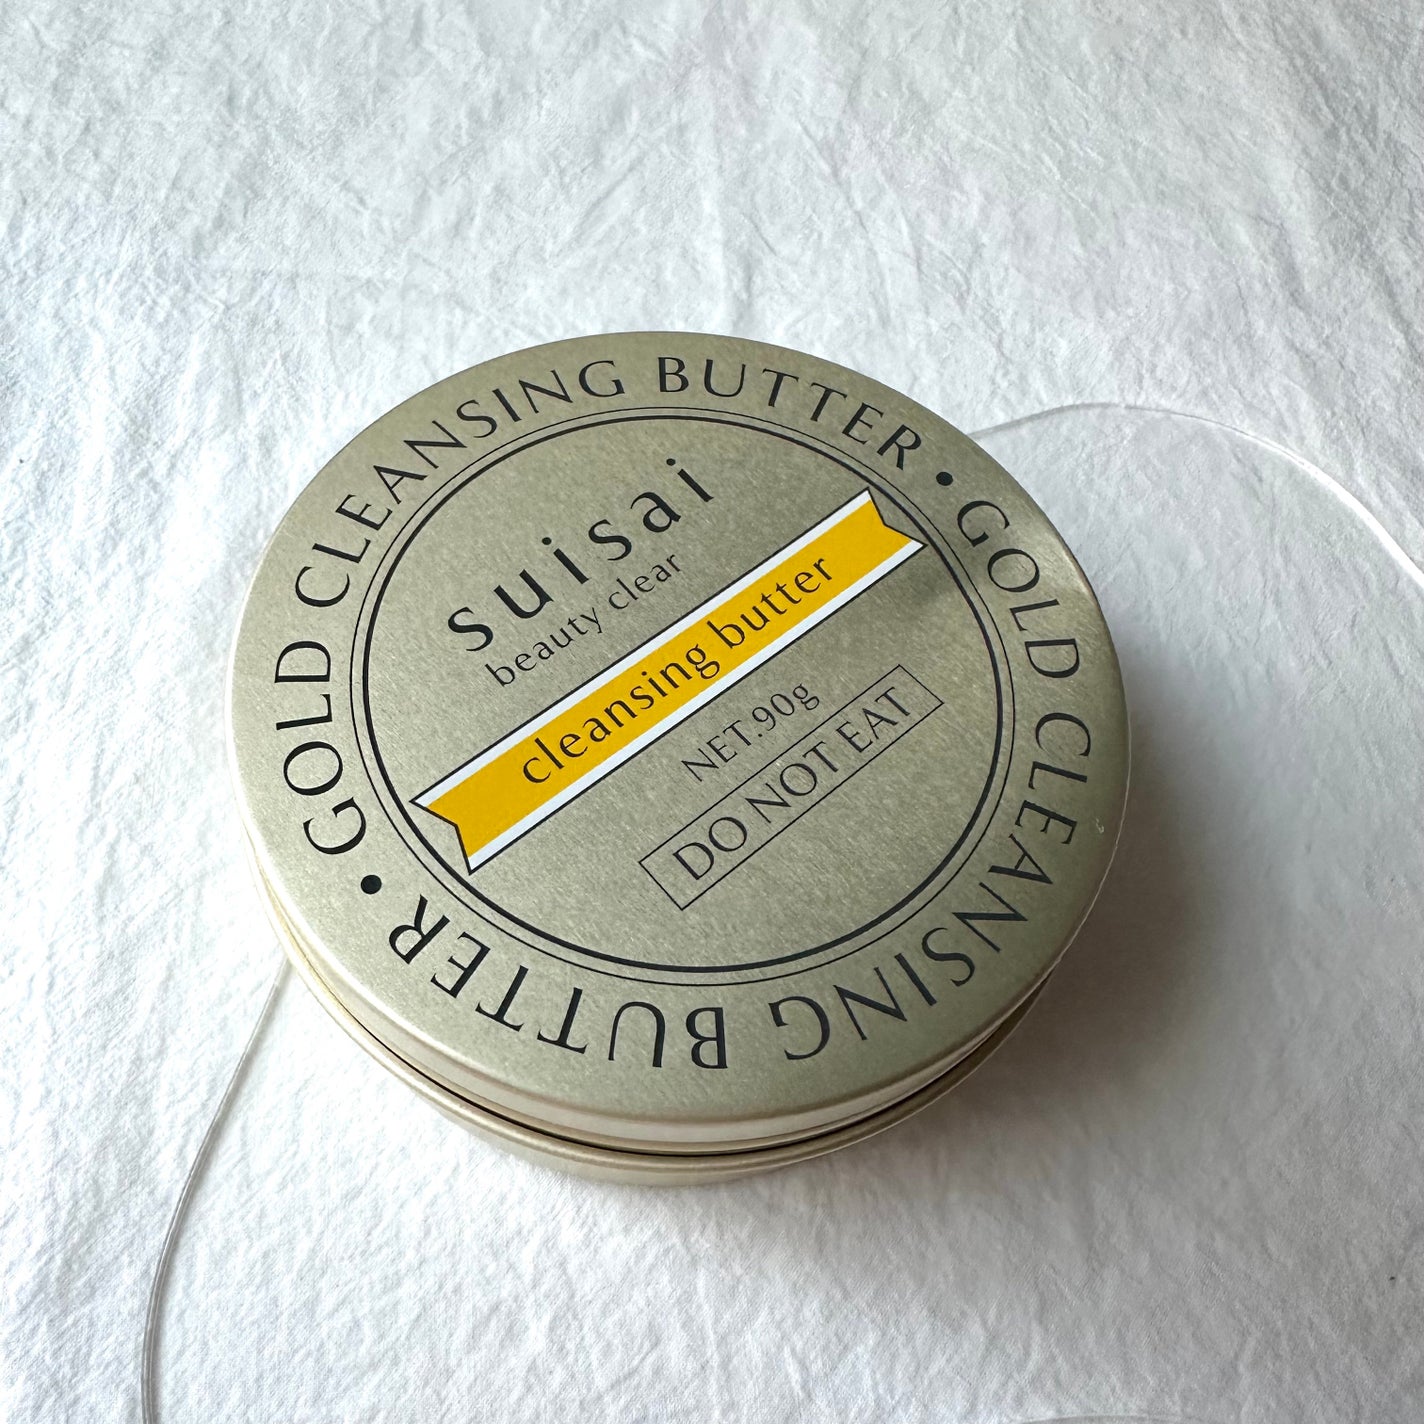 GOLD CLEANSING BUTTER • GOLD CLEANSING BUTTER •
suisai
beauty clear
cleansing butter
NET.90g
DO NOT EAT